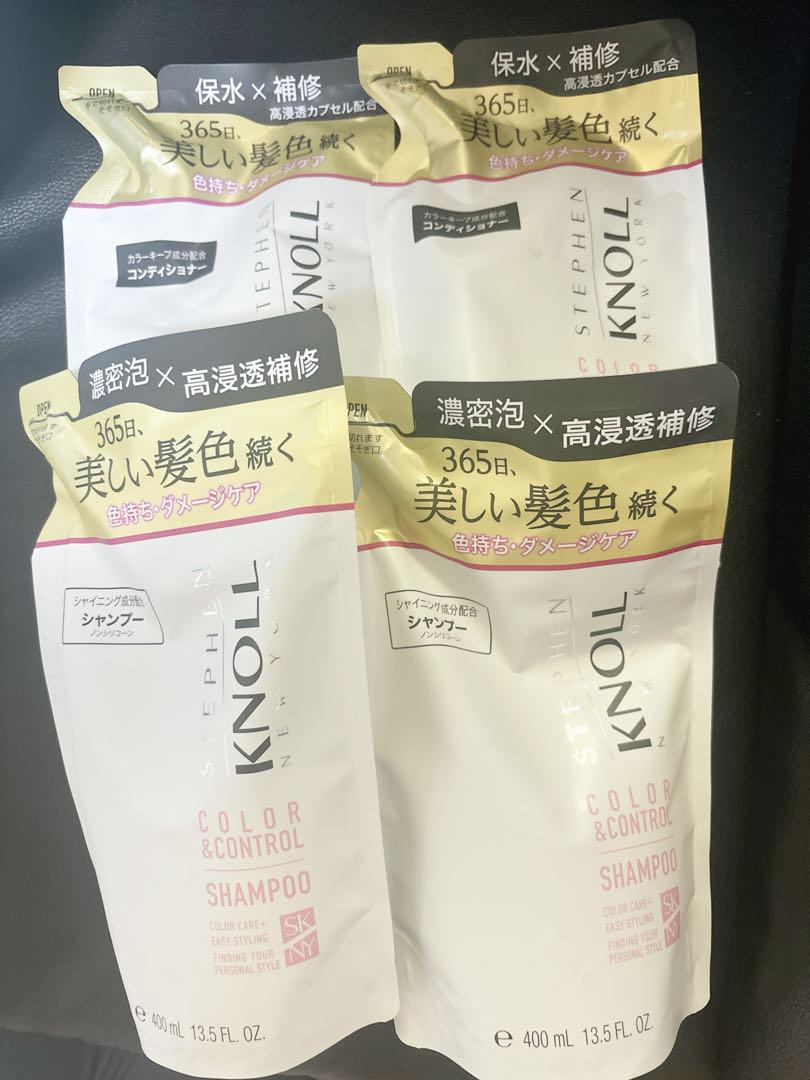 OPEN
保水×補修
高浸透カプセル配合
365日、
美しい髪色続く
色持ち・ダメージケア
カラーキープ成分配合
コンディショナー
STEPHEN
KNOLL
NEW YORK
OPEN
保水×補修
高浸透カプセル配合
365日、
美しい髪色続く
色持ち・ダメージケア
カラーキープ成分配合
コンディショナー
STEPHEN
KNOLL
NEW YORK
COLOR
OPEN
濃密泡×高浸透補修
365日、
美しい髪色続く
色持ち・ダメージケア
シャイニング成分配合
シャンプー
ノンシリコーン
STEPHEN
KNOLL
NEW YORK
COLOR
&CONTROL
SHAMPOO
COLOR CARE+
EASY STYLING
FINDING YOUR
PERSONAL STYLE
SK
NY
e 400 mL 13.5 FL. OZ.
PEN
切れます
そぎ口
濃密泡×高浸透補修
365日、
美しい髪色続く
色持ち・ダメージケア
シャイニング成分配合
シャンプー
ノンシリコーン
STEPHEN
KNOLL
NEW YORK
COLOR
&CONTROL
SHAMPOO
COLOR CARE+
EASY STYLING
FINDING YOUR
PERSONAL STYLE
SK
NY
e 400 mL 13.5 FL. OZ.